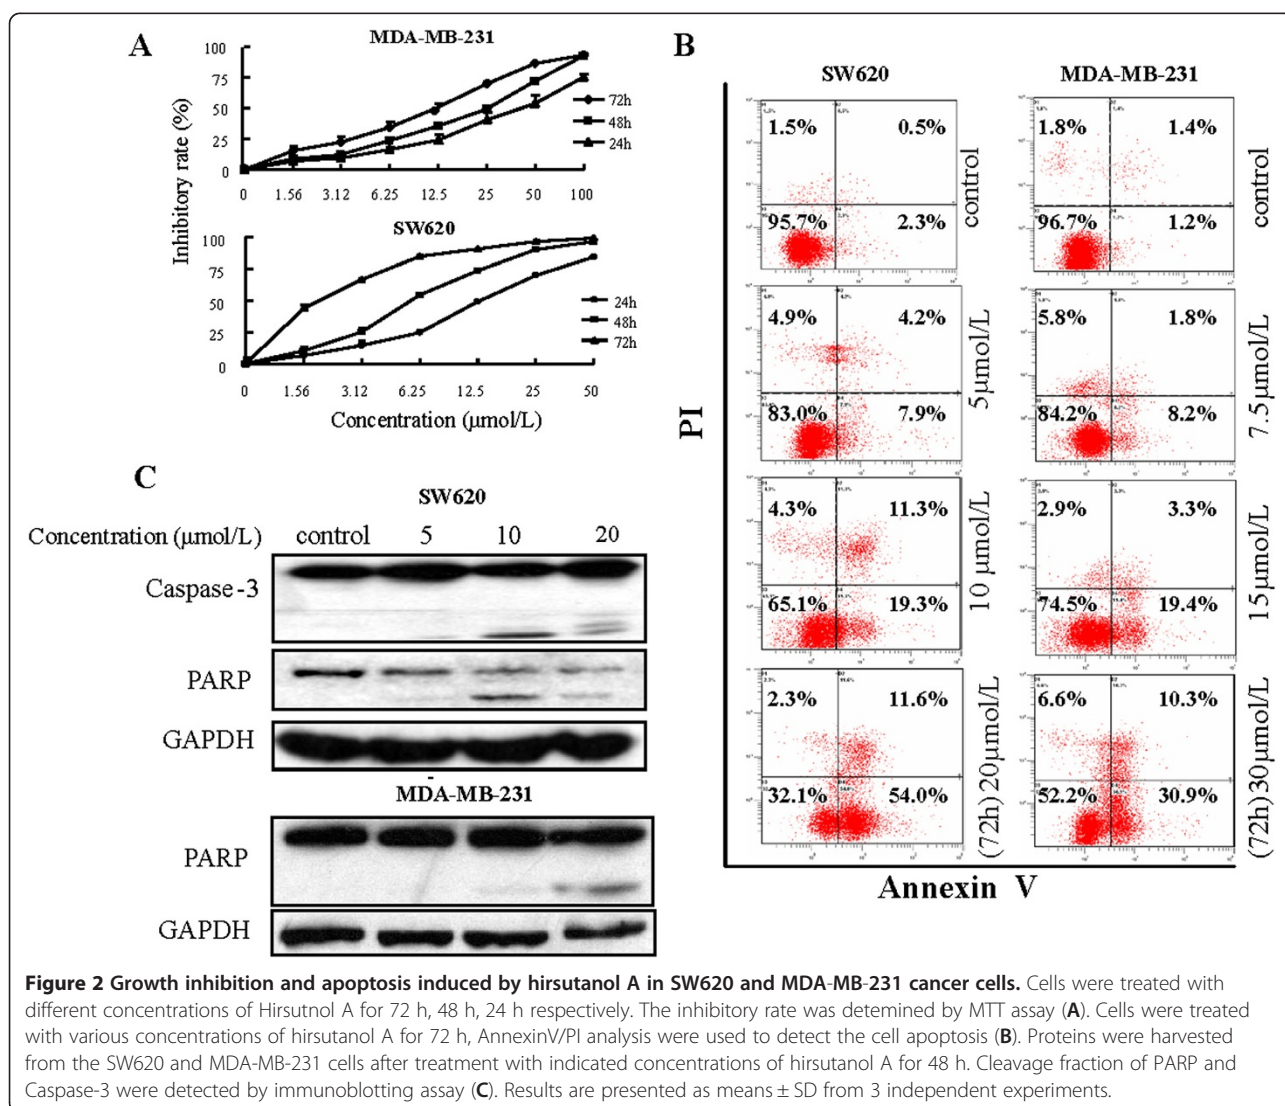 A
MDA-MB-231
Inhibitory rate (%)
100
75
50
25
0
0 1.56 3.12 6.25 12.5 25 50 100
72h
48h
24h
SW620
100
75
50
25
0
0 1.56 3.12 6.25 12.5 25 50
24h
48h
72h
Concentration (µmol/L)
B
SW620 MDA-MB-231
1.5% 0.5%
95.7% 2.3%
control
1.8% 1.4%
96.7% 1.2%
control
4.9% 4.2%
83.0% 7.9%
5µmol/L
5.8% 1.8%
84.2% 8.2%
7.5µmol/L
4.3% 11.3%
65.1% 19.3%
10 µmol/L
2.9% 3.3%
74.5% 19.4%
15µmol/L
2.3% 11.6%
32.1% 54.0%
(72h) 20µmol/L
6.6% 10.3%
52.2% 30.9%
(72h) 30µmol/L
PI
Annexin V
C
SW620
Concentration (µmol/L) control 5 10 20
Caspase-3
PARP
GAPDH
MDA-MB-231
PARP
GAPDH
Figure 2 Growth inhibition and apoptosis induced by hirsutanol A in SW620 and MDA-MB-231 cancer cells. Cells were treated with
different concentrations of Hirsutnol A for 72 h, 48 h, 24 h respectively. The inhibitory rate was detemined by MTT assay (A). Cells were treated
with various concentrations of hirsutanol A for 72 h, AnnexinV/PI analysis were used to detect the cell apoptosis (B). Proteins were harvested
from the SW620 and MDA-MB-231 cells after treatment with indicated concentrations of hirsutanol A for 48 h. Cleavage fraction of PARP and
Caspase-3 were detected by immunoblotting assay (C). Results are presented as means ± SD from 3 independent experiments.